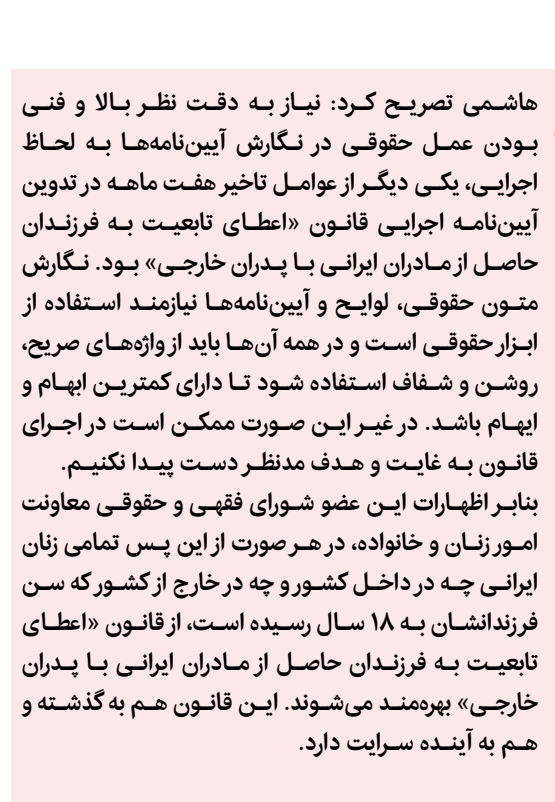 هاشمی تصریح کرد: نیاز به دقت نظر بالا و فنی
بودن عمل حقوقی در نگارش آیین‌نامه‌ها به لحاظ
اجرایی، یکی دیگر از عوامل تاخیر هفت ماهه در تدوین
آیین‌نامه اجرایی قانون «اعطای تابعیت به فرزندان
حاصل از مادران ایرانی با پدران خارجی» بود. نگارش
متون حقوقی، لوایح و آیین‌نامه‌ها نیازمند استفاده از
ابزار حقوقی است و در همه آن‌ها باید از واژه‌های صریح،
روشن و شفاف استفاده شود تا دارای کمترین ابهام و
ایهام باشد. در غیر این صورت ممکن است در اجرای
قانون به غایت و هدف مدنظر دست پیدا نکنیم.
بنابر اظهارات این عضو شورای فقهی و حقوقی معاونت
امور زنان و خانواده، در هر صورت از این پس تمامی زنان
ایرانی چه در داخل کشور و چه در خارج از کشور که سن
فرزندانشان به ۱۸ سال رسیده است، از قانون «اعطای
تابعیت به فرزندان حاصل از مادران ایرانی با پدران
خارجی» بهره‌مند می‌شوند. این قانون هم به گذشته و
هم به آینده سرایت دارد.